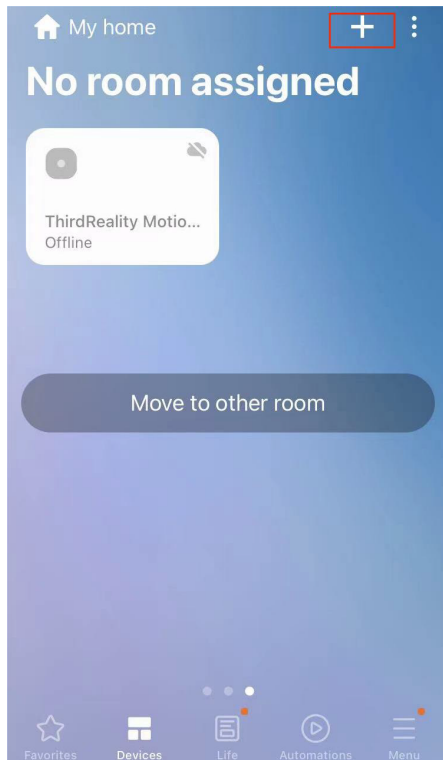 My home
No room assigned
ThirdReality Motio...
Offline
Move to other room
Favorites Devices Life Automations Menu